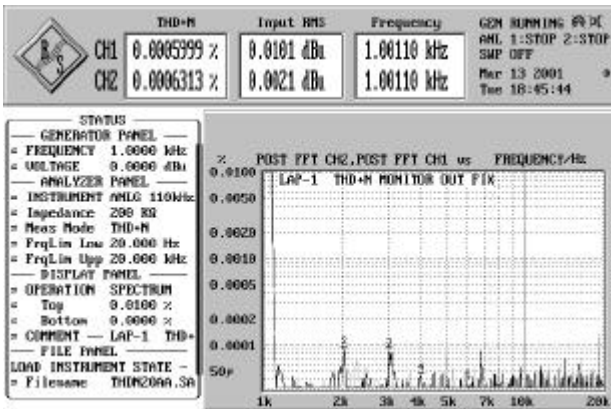 THD+N Input RMS Frequency
CH1 0.0005999 % 0.0101 dBu 1.00110 kHz
CH2 0.0006313 % 0.0021 dBu 1.00110 kHz
GEN RUNNING
ANL 1:STOP 2:STOP
SWP OFF
Mar 13 2001
Tue 18:45:44
R S
STATUS
GENERATOR PANEL
FREQUENCY 1.0000 kHz
VOLTAGE 0.0000 dBu
ANALYZER PANEL
INSTRUMENT ANLG 110kHz
Impedance 200 KΩ
Meas Mode THD+N
FrqLim Low 20.000 Hz
FrqLim Upp 20.000 kHz
DISPLAY PANEL
OPERATION SPECTRUM
Top 0.0100 %
Bottom 0.0000 %
COMMENT — LAP-1 THD+
FILE PANEL
LOAD INSTRUMENT STATE -
Filename THDN20AA.SA
% POST FFT CH2,POST FFT CH1 vs FREQUENCY/Hz
LAP-1 THD+N MONITOR OUT FIX
0.0100
0.0050
0.0020
0.0010
0.0005
0.0002
0.0001
50µ
2 3
1k 2k 3k 4k 5k 7k 10k 20k